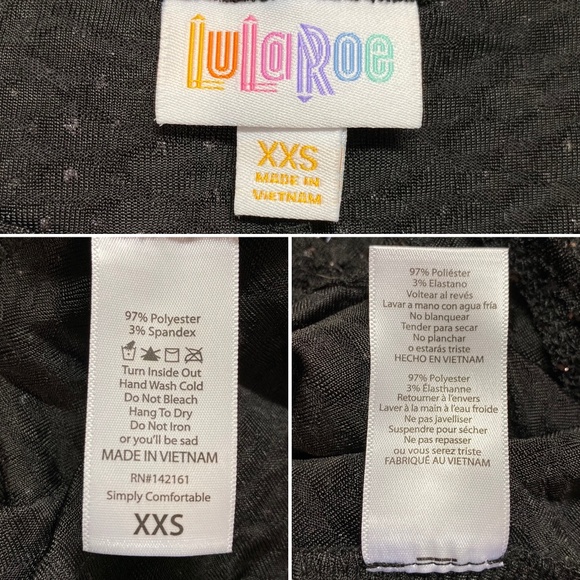 LuLaRoe
XXS
MADE IN
VIETNAM
97% Polyester
3% Spandex
Turn Inside Out
Hand Wash Cold
Do Not Bleach
Hang To Dry
Do Not Iron
or you'll be sad
MADE IN VIETNAM
RN#142161
Simply Comfortable
XXS
97% Poliéster
3% Elastano
Voltear al revés
Lavar a mano con agua fría
No blanquear
Tender para secar
No planchar
o estarás triste
HECHO EN VIETNAM
97% Polyester
3% Élasthanne
Retourner à l'envers
Laver à la main à l'eau froide
Ne pas javelliser
Suspendre pour sécher
Ne pas repasser
ou vous serez triste
FABRIQUÉ AU VIETNAM